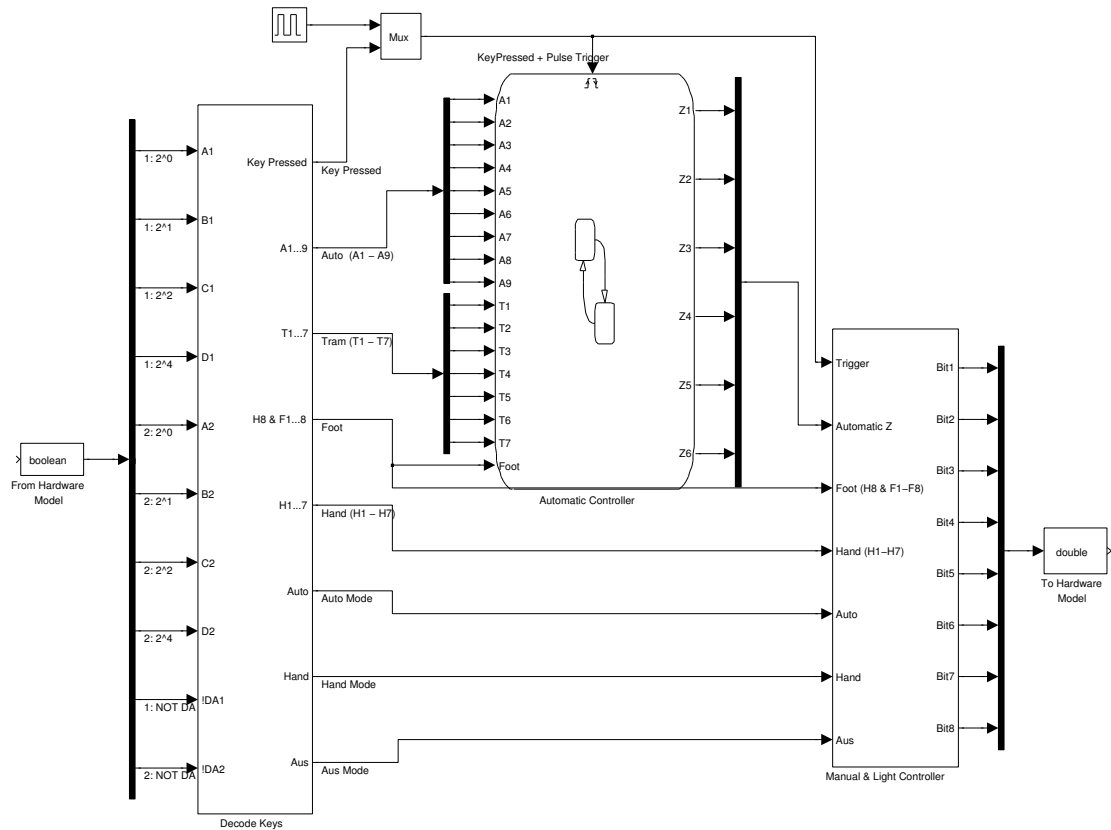 Mux
KeyPressed + Pulse Trigger
boolean
From Hardware
Model
1: 2^0
1: 2^1
1: 2^2
1: 2^4
2: 2^0
2: 2^1
2: 2^2
2: 2^4
1: NOT DA
2: NOT DA
A1
B1
C1
D1
A2
B2
C2
D2
!DA1
!DA2
Key Pressed
A1...9
T1...7
H8 & F1...8
H1...7
Auto
Hand
Aus
Decode Keys
Key Pressed
Auto (A1 − A9)
Tram (T1 − T7)
Foot
Hand (H1 − H7)
Auto Mode
Hand Mode
Aus Mode
A1
A2
A3
A4
A5
A6
A7
A8
A9
T1
T2
T3
T4
T5
T6
T7
Foot
Z1
Z2
Z3
Z4
Z5
Z6
Automatic Controller
Trigger
Automatic Z
Foot (H8 & F1−F8)
Hand (H1−H7)
Auto
Hand
Aus
Bit1
Bit2
Bit3
Bit4
Bit5
Bit6
Bit7
Bit8
Manual & Light Controller
double
To Hardware
Model